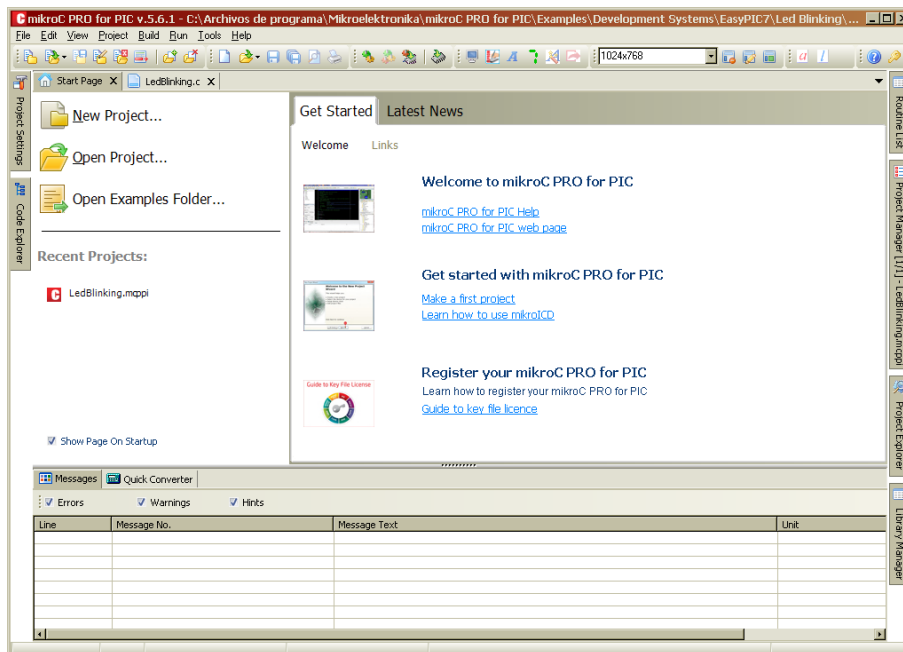 mikroC PRO for PIC v.5.6.1 - C:\Archivos de programa\Mikroelektronika\mikroC PRO for PIC\Examples\Development Systems\EasyPIC7\Led Blinking\...
File Edit View Project Build Run Tools Help
1024x768
Start Page X LedBlinking.c X
Project Settings
Code Explorer
New Project...
Open Project...
Open Examples Folder...
Recent Projects:
LedBlinking.mcppi
Show Page On Startup
Get Started Latest News
Welcome Links
Welcome to mikroC PRO for PIC
mikroC PRO for PIC Help
mikroC PRO for PIC web page
Get started with mikroC PRO for PIC
Make a first project
Learn how to use mikroICD
Guide to Key File License
Register your mikroC PRO for PIC
Learn how to register your mikroC PRO for PIC
Guide to key file licence
Routine List
Project Manager [1/1] - LedBlinking.mcppi
Project Explorer
Library Manager
Messages Quick Converter
Errors Warnings Hints
Line Message No. Message Text Unit